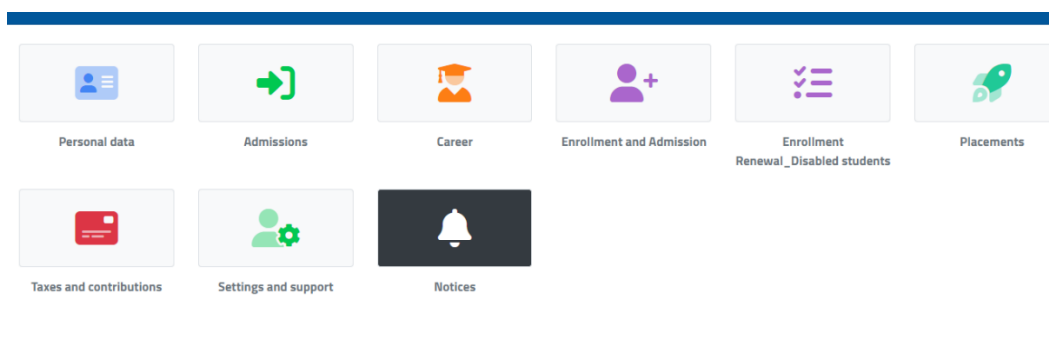 Personal data
Admissions
Career
Enrollment and Admission
Enrollment
Renewal_Disabled students
Placements
Taxes and contributions
Settings and support
Notices